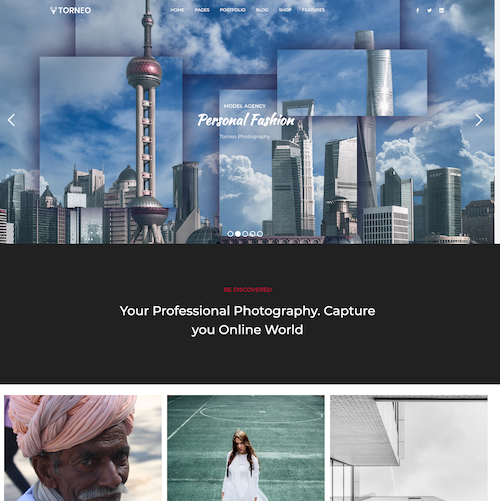 TORNEO
HOME PAGES PORTFOLIO BLOG SHOP FEATURES
MODEL AGENCY
Personal Fashion
Torneo Photography
BE DISCOVERED
Your Professional Photography. Capture
you Online World